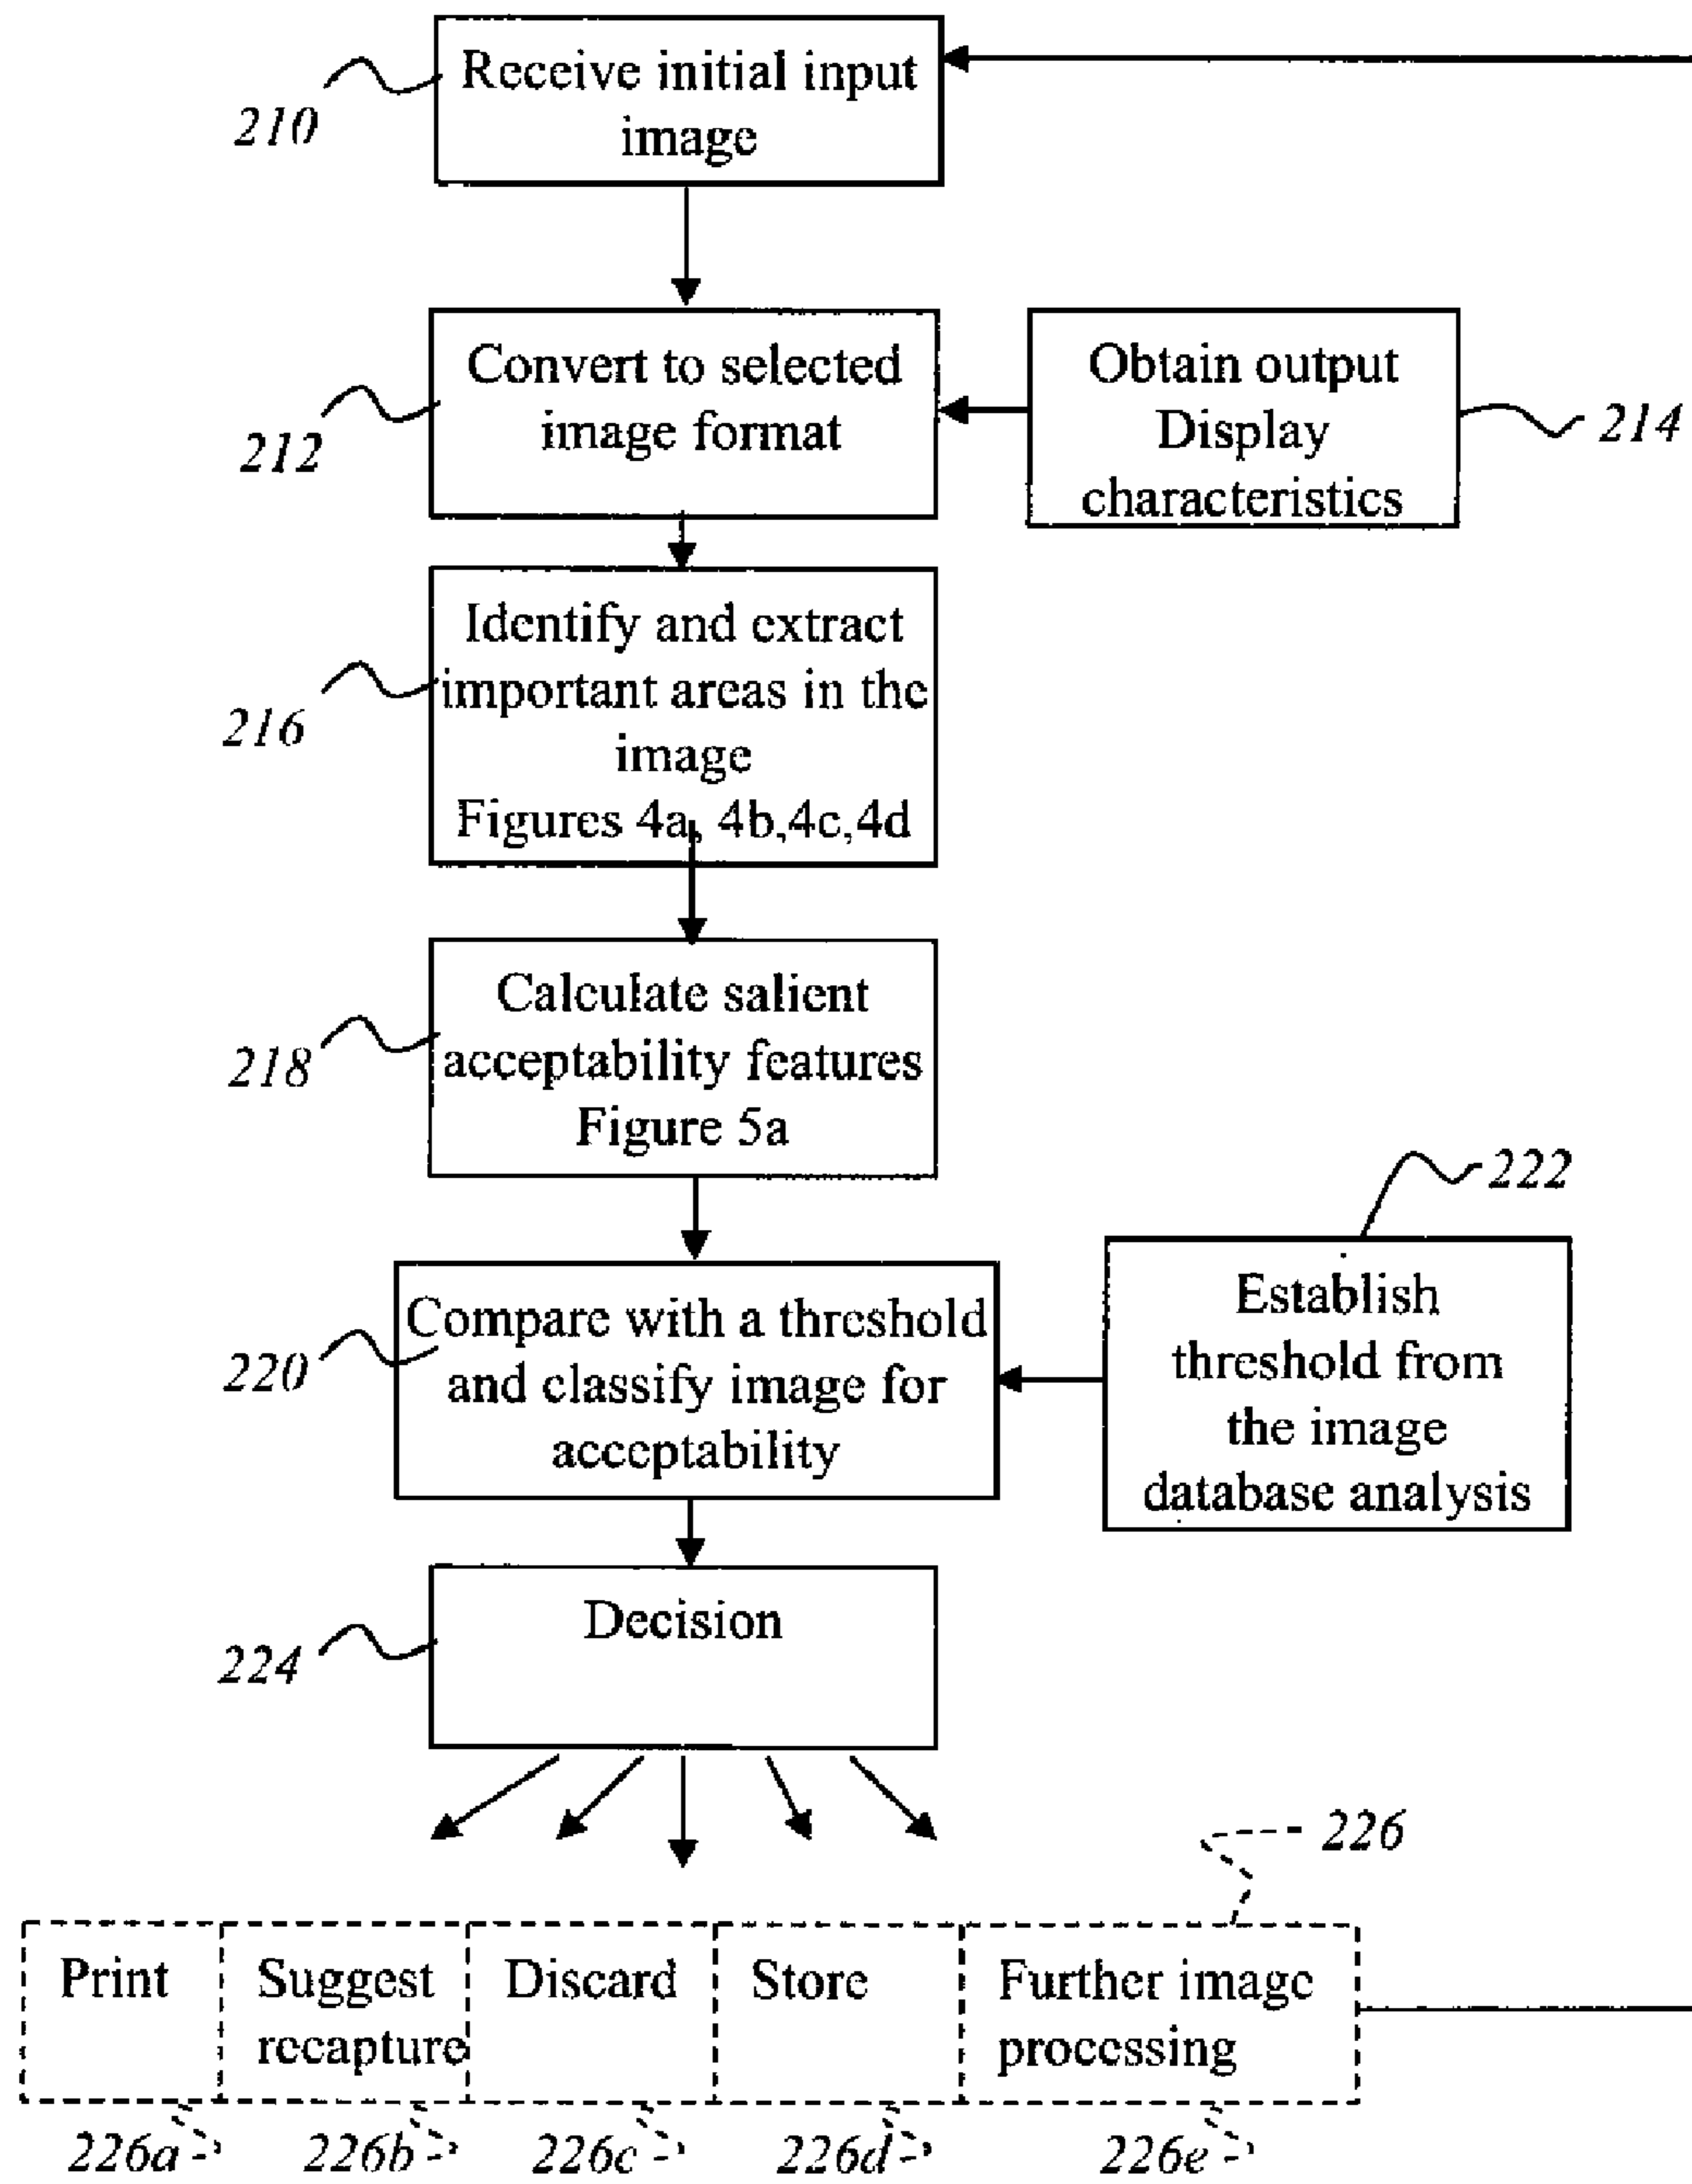 Receive initial input
image
210
Convert to selected
image format
212
Obtain output
Display
characteristics
214
Identify and extract
important areas in the
image
Figures 4a, 4b,4c,4d
216
Calculate salient
acceptability features
Figure 5a
218
222
Compare with a threshold
and classify image for
acceptability
220
Establish
threshold from
the image
database analysis
Decision
224
226
Print
Suggest
recapture
Discard
Store
Further image
processing
226a
226b
226c
226d
226e